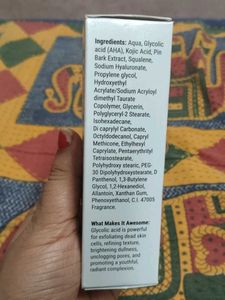 Ingredients: Aqua, Glycolic
acid (AHA), Kojic Acid, Pin
Bark Extract, Squalene,
Sodium Hyaluronate,
Propylene glycol,
Hydroxyethyl
Acrylate/Sodium Acryloyl
dimethyl Taurate
Copolymer, Glycerin,
Polyglyceryl-2 Stearate,
Isohexadecane,
Di caprylyl Carbonate,
Octyldodecanol, Capryl
Methicone, Ethylhexyl
Caprylate, Pentaerythrityl
Tetraisostearate,
Polyhydroxy stearic, PEG-
30 Dipolyhydroxystearate, D
Panthenol, 1,3-Butylene
Glycol, 1,2-Hexanediol,
Allantoin, Xanthan Gum,
Phenoxyethanol, C.I. 47005
Fragrance.
What Makes It Awesome:
Glycolic acid is powerful
for exfoliating dead skin
cells, refining texture,
brightening dullness,
unclogging pores, and
promoting a youthful,
radiant complexion.